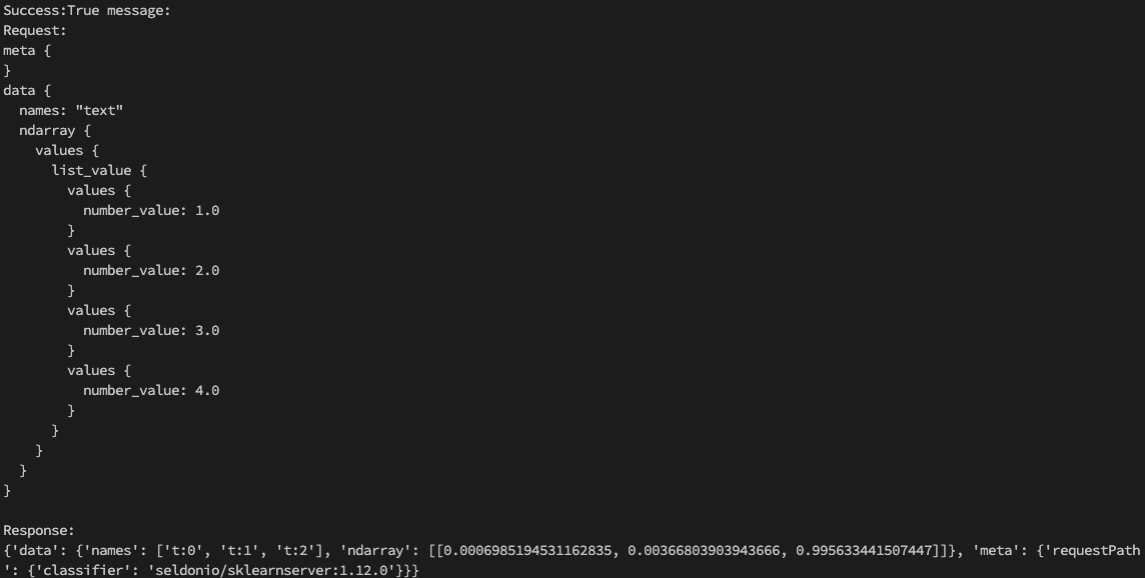 Success:True message:
Request:
meta {
}
data {
  names: "text"
  ndarray {
    values {
      list_value {
        values {
          number_value: 1.0
        }
        values {
          number_value: 2.0
        }
        values {
          number_value: 3.0
        }
        values {
          number_value: 4.0
        }
      }
    }
  }
}

Response:
{'data': {'names': ['t:0', 't:1', 't:2'], 'ndarray': [[0.0006985194531162835, 0.00366803903943666, 0.995633441507447]]}, 'meta': {'requestPath
': {'classifier': 'seldonio/sklearnserver:1.12.0'}}}